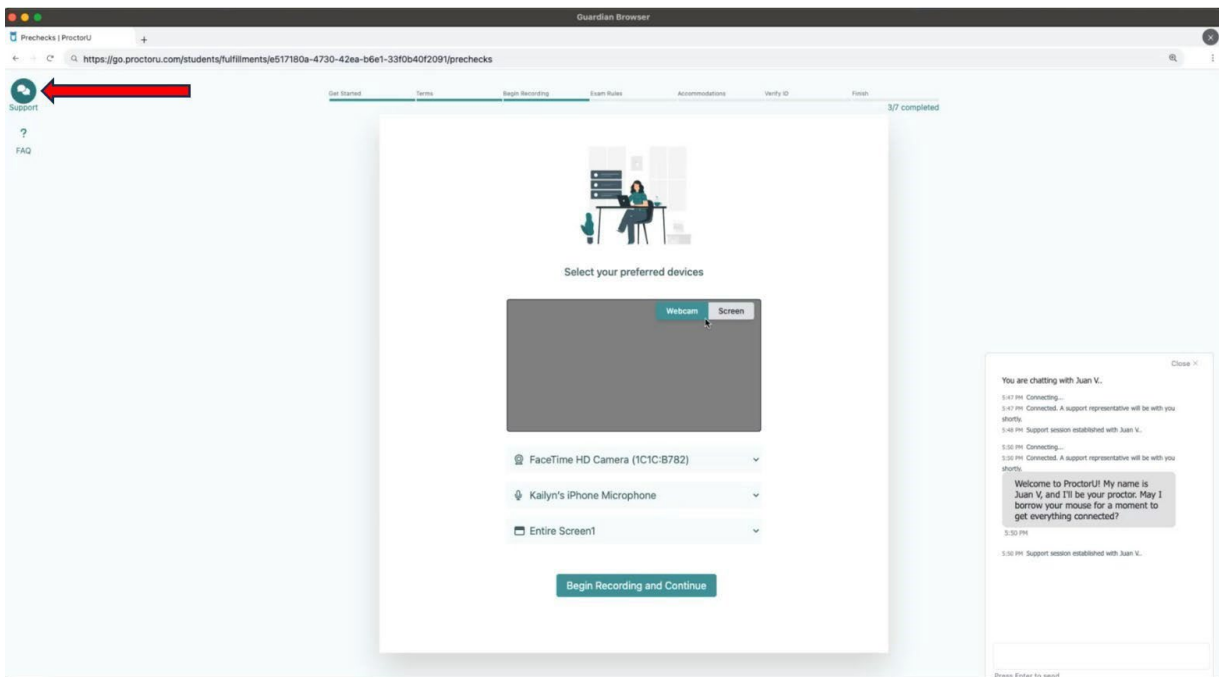 Guardian Browser
Prechecks | ProctorU
https://go.proctoru.com/students/fulfillments/e517180a-4730-42ea-b6e1-33f0b40f2091/prechecks
Support
?
FAQ
Get Started Terms Begin Recording Exam Rules Accommodations Verify ID Finish
3/7 completed
Select your preferred devices
Webcam Screen
FaceTime HD Camera (1C1C:B782)
Kailyn's iPhone Microphone
Entire Screen1
Begin Recording and Continue
Close ×
You are chatting with Juan V..
5:47 PM Connecting...
5:47 PM Connected. A support representative will be with you
shortly.
5:48 PM Support session established with Juan V..
5:50 PM Connecting...
5:50 PM Connected. A support representative will be with you
shortly.
Welcome to ProctorU! My name is
Juan V, and I'll be your proctor. May I
borrow your mouse for a moment to
get everything connected?
5:50 PM
5:50 PM Support session established with Juan V..
Press Enter to send